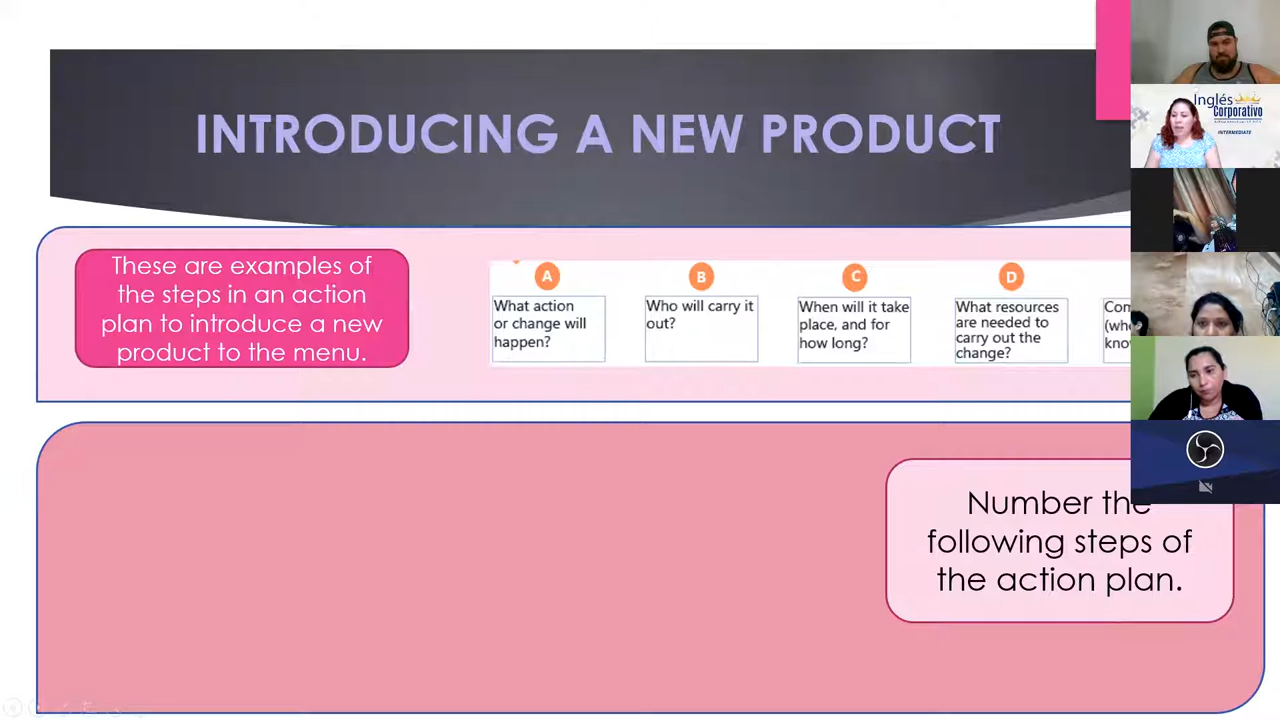 INTRODUCING A NEW PRODUCT
These are examples of
the steps in an action
plan to introduce a new
product to the menu.
A
What action
or change will
happen?
B
Who will carry it
out?
C
When will it take
place, and for
how long?
D
What resources
are needed to
carry out the
change?
Number the
following steps of
the action plan.
Inglés
Corporativo
INTERMEDIATE